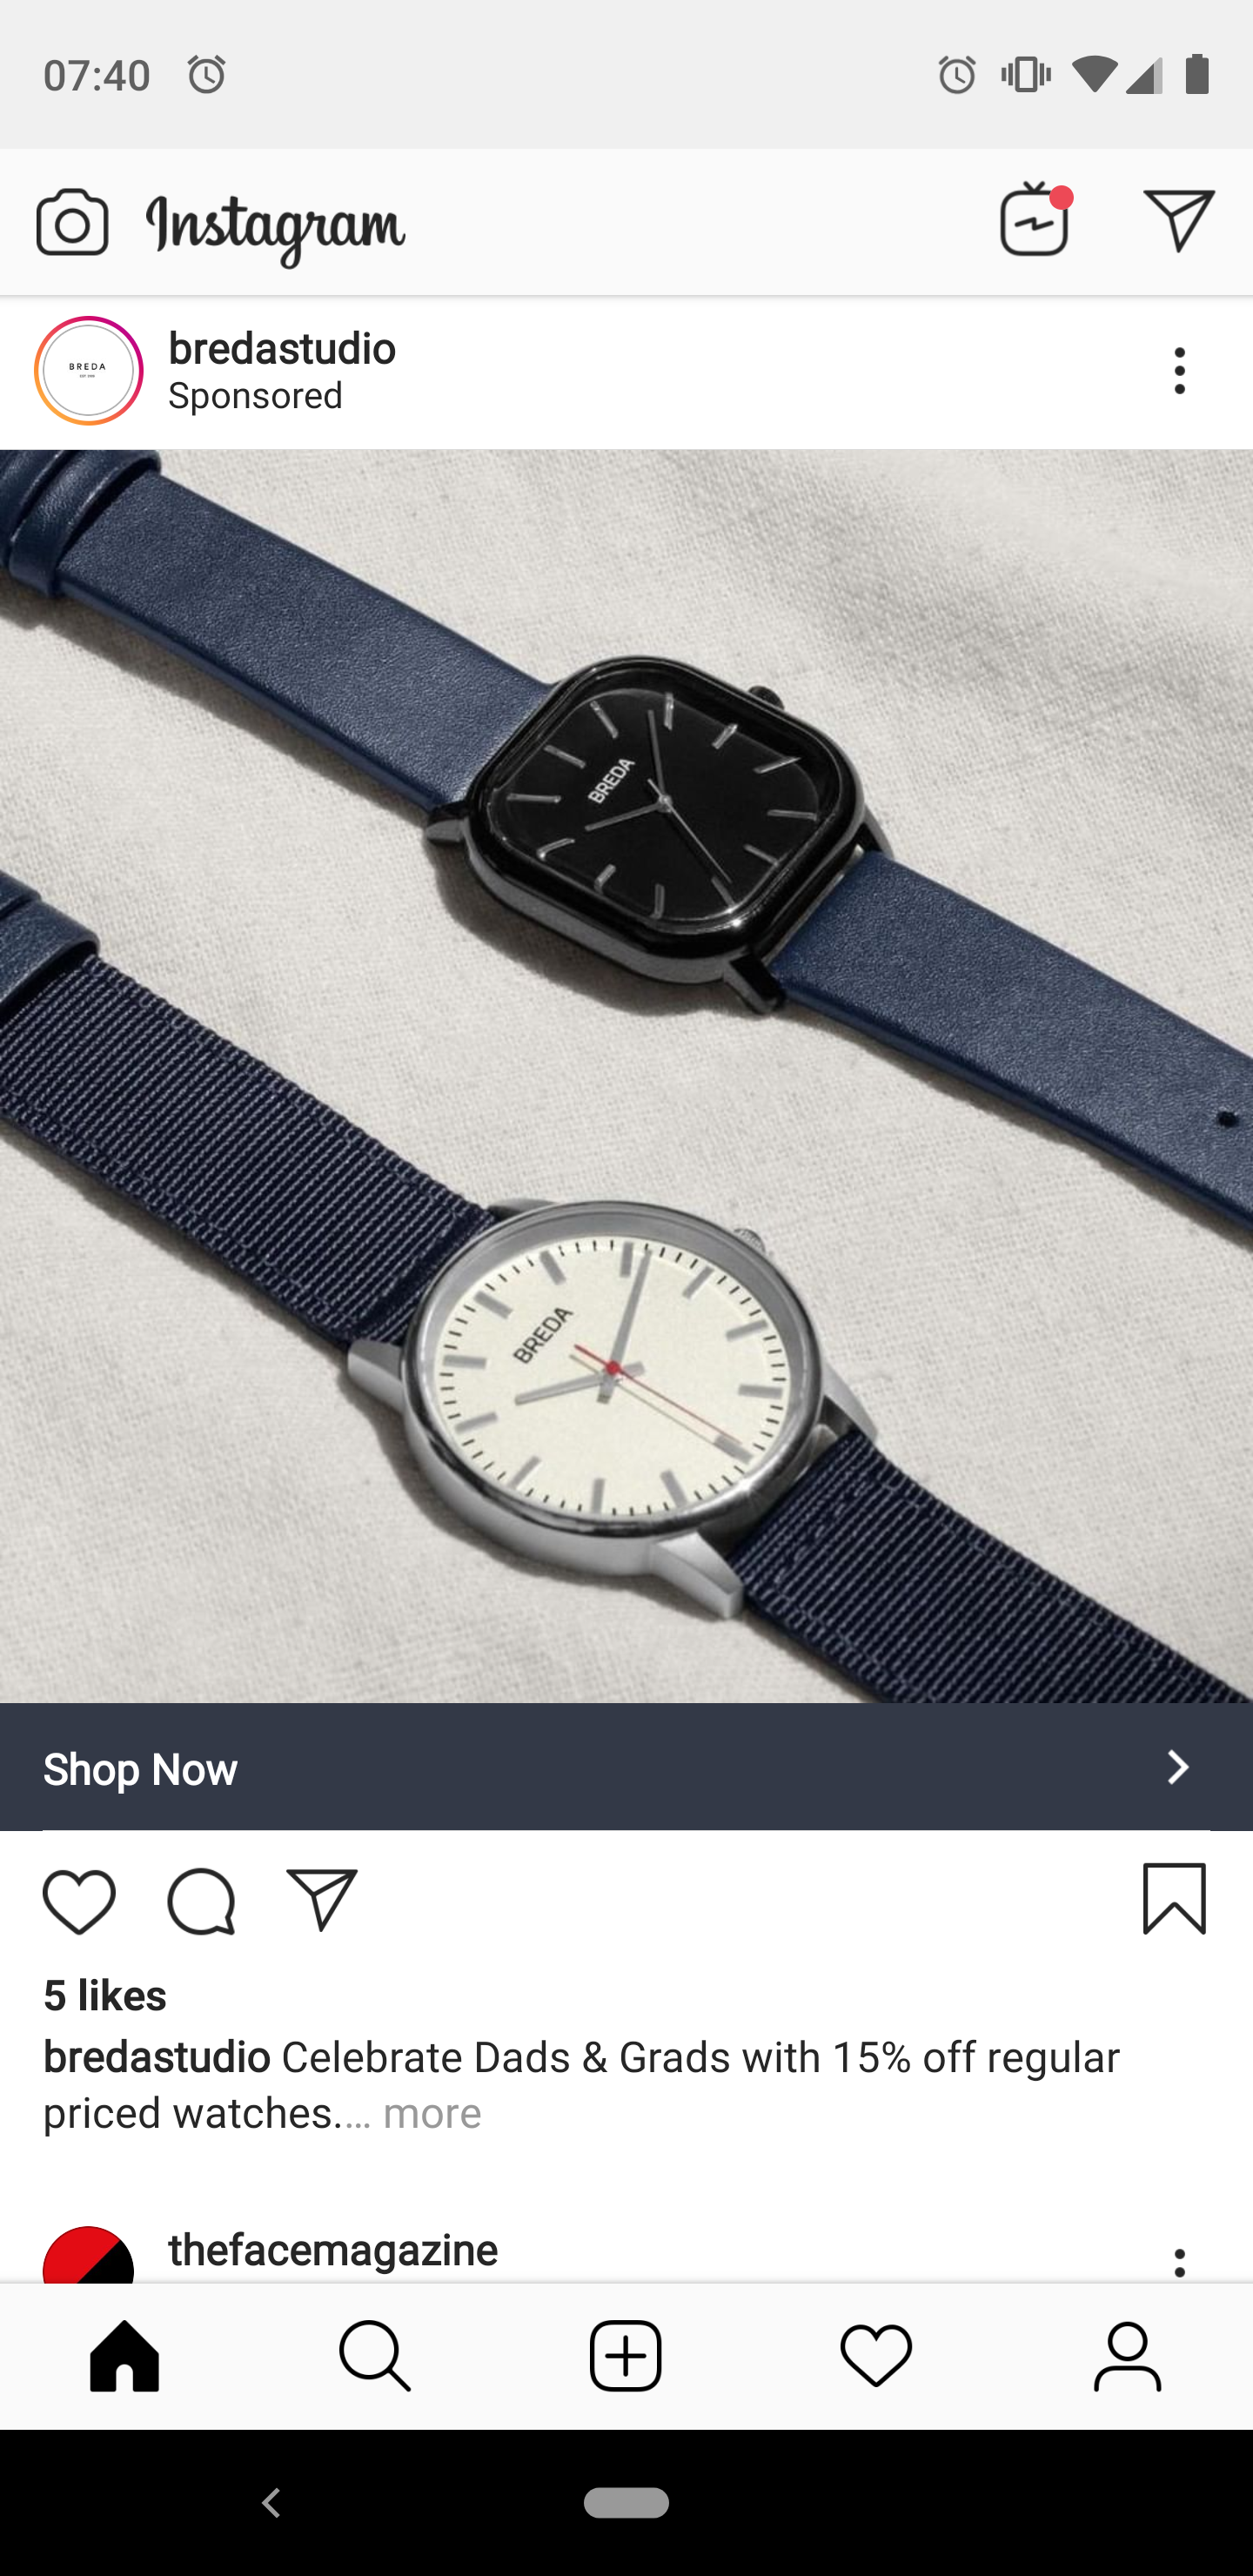 07:40
Instagram
BREDA
bredastudio
Sponsored
BREDA
BREDA
Shop Now
5 likes
bredastudio Celebrate Dads & Grads with 15% off regular
priced watches.... more
thefacemagazine